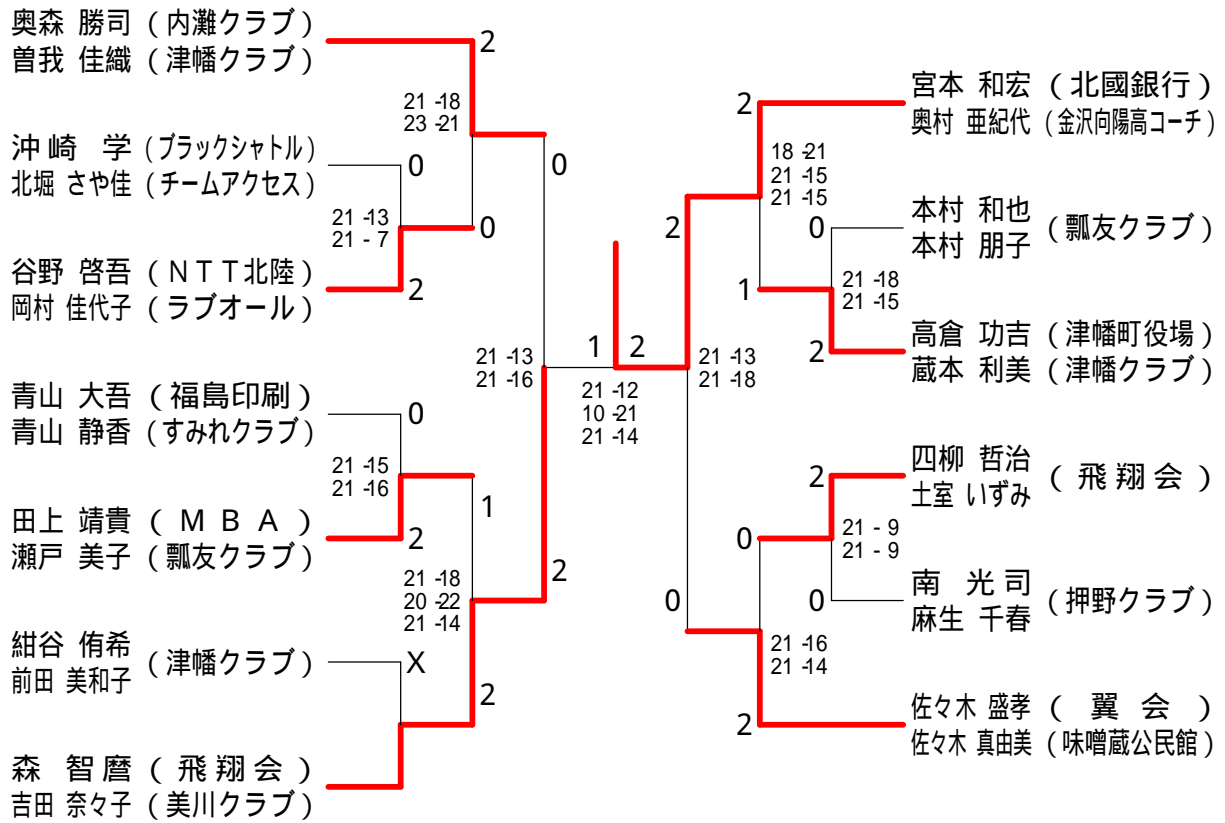 奥森 勝司 (内灘クラブ)
曽我 佳織 (津幡クラブ)
2
21 -18
23 -21
沖崎 学 (ブラックシャトル)
北堀 さや佳 (チームアクセス)
0
0
21 -13
21 - 7
0
谷野 啓吾 (NTT北陸)
岡村 佳代子 (ラブオール)
2
21 -13
21 -16
青山 大吾 (福島印刷)
青山 静香 (すみれクラブ)
0
21 -15
21 -16
1
田上 靖貴 (MBA)
瀬戸 美子 (瓢友クラブ)
2
21 -18
20 -22
21 -14
2
紺谷 侑希
前田 美和子
(津幡クラブ)
X
2
森 智麿 (飛翔会)
吉田 奈々子 (美川クラブ)
1
2
21 -12
10 -21
21 -14
2
宮本 和宏 (北國銀行)
奥村 亜紀代 (金沢向陽高コーチ)
18 -21
21 -15
21 -15
2
0
本村 和也
本村 朋子
(瓢友クラブ)
1
21 -18
21 -15
2
高倉 功吉 (津幡町役場)
蔵本 利美 (津幡クラブ)
21 -13
21 -18
2
四柳 哲治
土室 いずみ
(飛翔会)
0
21 - 9
21 - 9
0
0
南 光司
麻生 千春
(押野クラブ)
21 -16
21 -14
2
佐々木 盛孝 (翼会)
佐々木 真由美 (味噌蔵公民館)